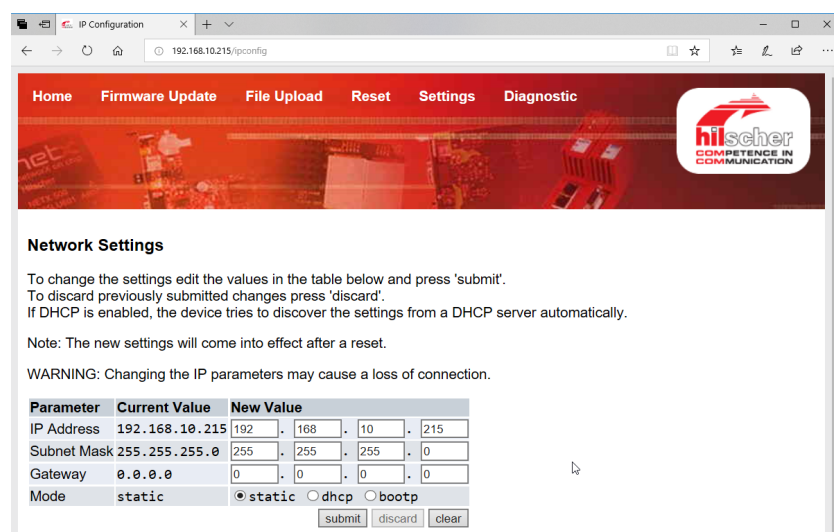 IP Configuration
192.168.10.215/ipconfig
Home Firmware Update File Upload Reset Settings Diagnostic
hilscher
COMPETENCE IN
COMMUNICATION
Network Settings
To change the settings edit the values in the table below and press 'submit'.
To discard previously submitted changes press 'discard'.
If DHCP is enabled, the device tries to discover the settings from a DHCP server automatically.
Note: The new settings will come into effect after a reset.
WARNING: Changing the IP parameters may cause a loss of connection.
Parameter Current Value New Value
IP Address 192.168.10.215 192 . 168 . 10 . 215
Subnet Mask 255.255.255.0 255 . 255 . 255 . 0
Gateway 0.0.0.0 0 . 0 . 0 . 0
Mode static static dhcp bootp
submit discard clear